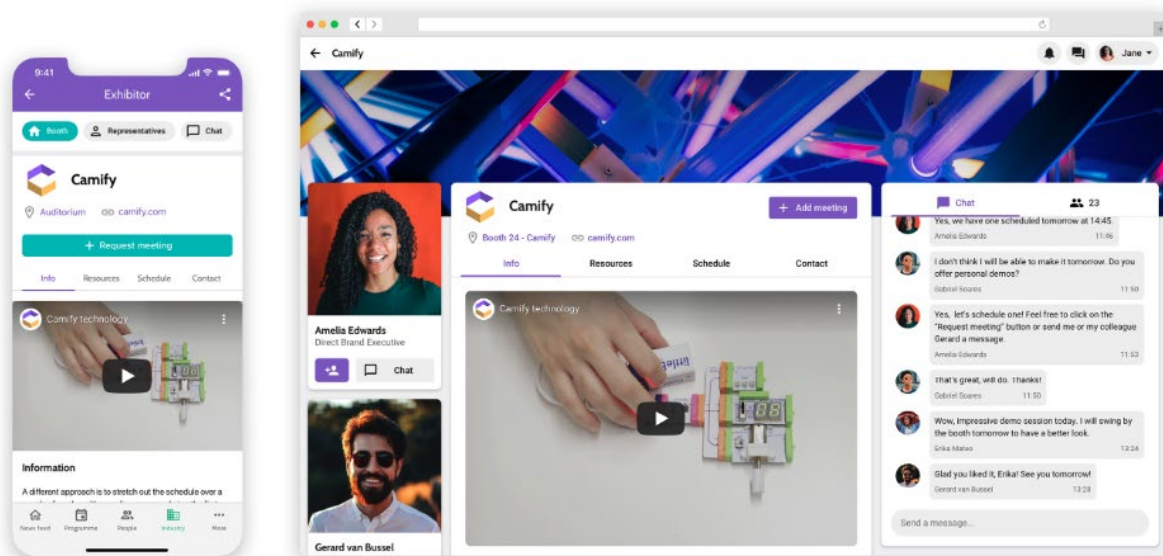 9:41
Exhibitor
Booth
Representatives
Chat
Camify
Auditorium
camify.com
+ Request meeting
Info
Resources
Schedule
Contact
Camify technology
Information
A different approach is to stretch out the schedule over a
News feed
Programme
People
Industry
More
Camify
Jane
Amelia Edwards
Direct Brand Executive
Chat
Gerard van Bussel
Camify
+ Add meeting
Booth 24 - Camify
camify.com
Info
Resources
Schedule
Contact
Camify technology
littleBits
88
Chat
23
Yes, we have one scheduled tomorrow at 14:45.
Amelia Edwards
11:46
I don't think I will be able to make it tomorrow. Do you
offer personal demos?
Gabriel Soares
11:50
Yes, let's schedule one! Feel free to click on the
"Request meeting" button or send me or my colleague
Gerard a message.
Amelia Edwards
11:53
That's great, will do. Thanks!
Gabriel Soares
11:50
Wow, impressive demo session today. I will swing by
the booth tomorrow to have a better look.
Erika Mateo
13:24
Glad you liked it, Erika! See you tomorrow!
Gerard van Bussel
13:28
Send a message...